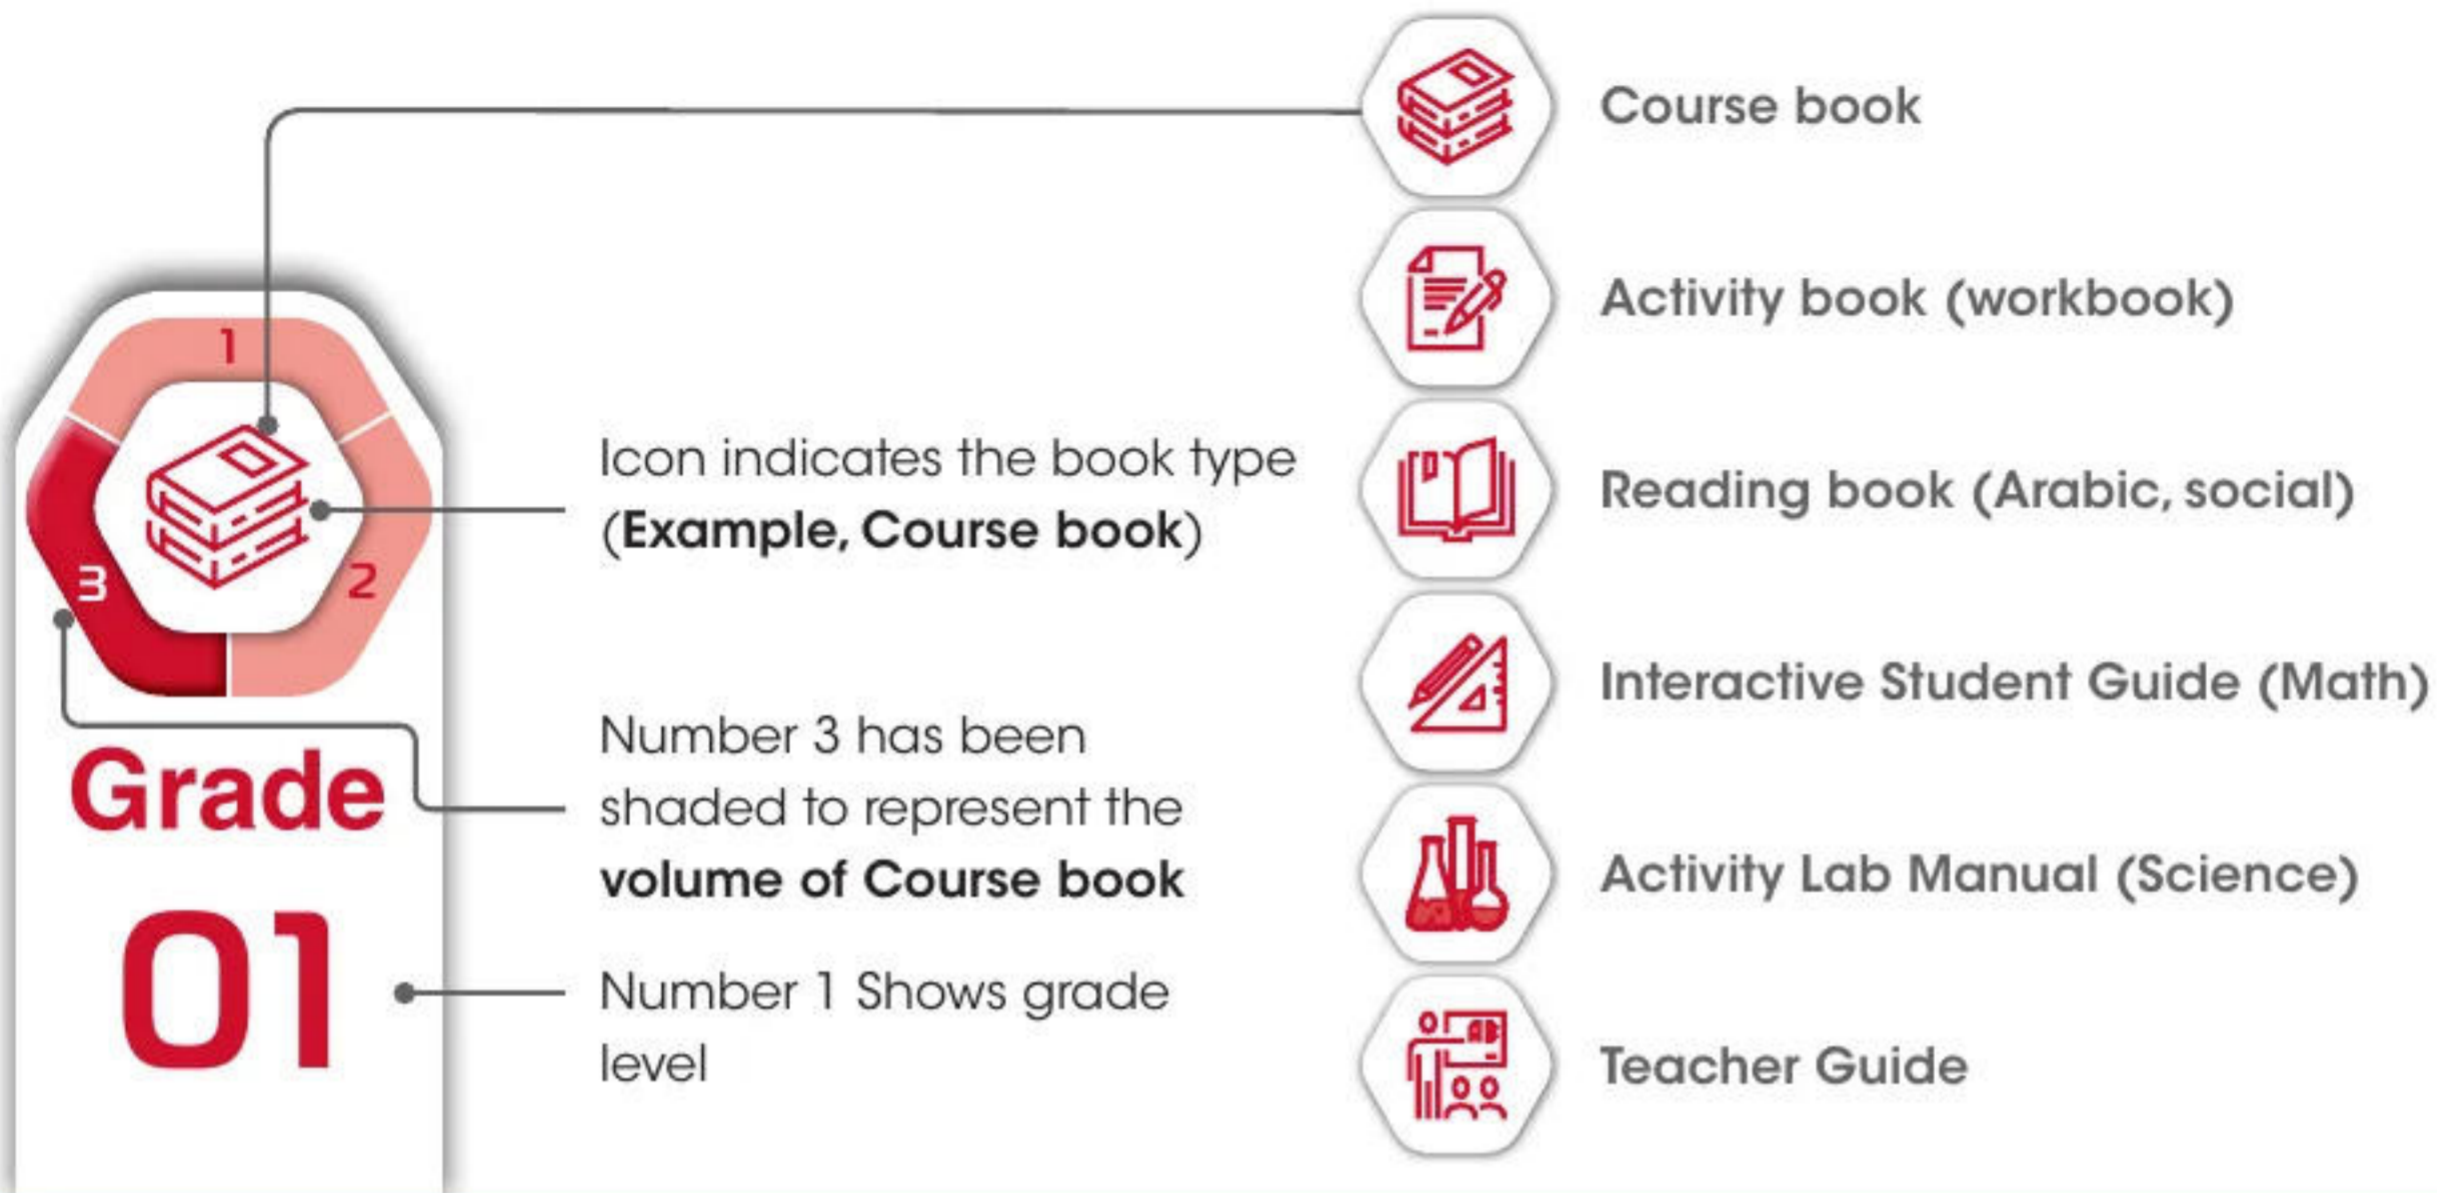 1
2
3
Grade
01
Icon indicates the book type
(Example, Course book)
Number 3 has been
shaded to represent the
volume of Course book
Number 1 Shows grade
level
Course book
Activity book (workbook)
Reading book (Arabic, social)
Interactive Student Guide (Math)
Activity Lab Manual (Science)
Teacher Guide